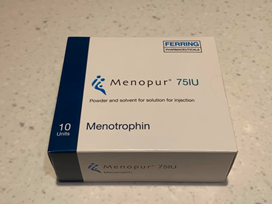 FERRING
PHARMACEUTICALS
Menopur® 75IU
Powder and solvent for solution for injection
10
Units
Menotrophin